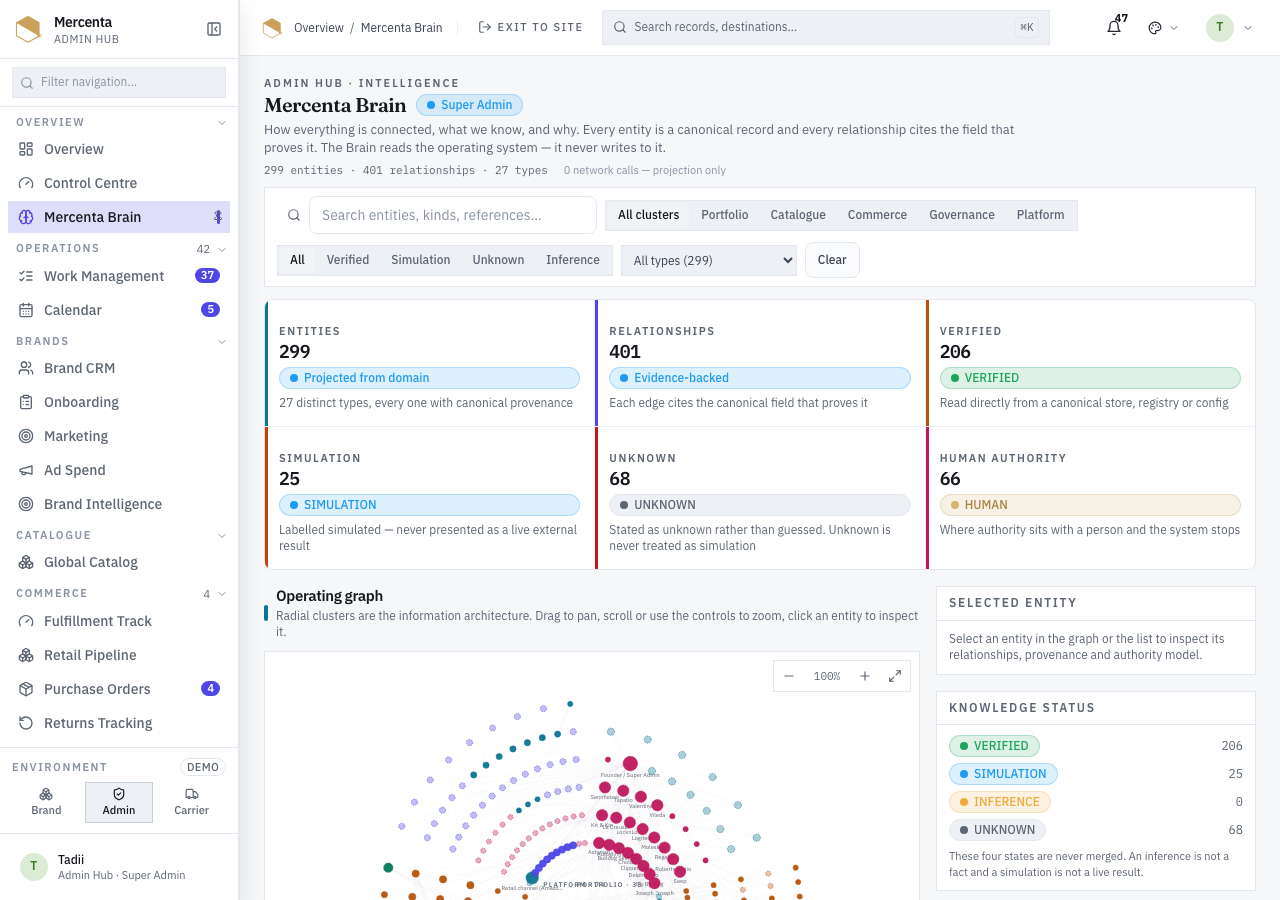 Mercenta
ADMIN HUB
Filter navigation...
OVERVIEW
Overview
Control Centre
Mercenta Brain
OPERATIONS 42
Work Management 37
Calendar 5
BRANDS
Brand CRM
Onboarding
Marketing
Ad Spend
Brand Intelligence
CATALOGUE
Global Catalog
COMMERCE 4
Fulfillment Track
Retail Pipeline
Purchase Orders 4
Returns Tracking
ENVIRONMENT DEMO
Brand Admin Carrier
T
Tadii
Admin Hub · Super Admin
Overview / Mercenta Brain
EXIT TO SITE
Search records, destinations... ⌘K
47
T
ADMIN HUB · INTELLIGENCE
Mercenta Brain
Super Admin
How everything is connected, what we know, and why. Every entity is a canonical record and every relationship cites the field that
proves it. The Brain reads the operating system — it never writes to it.
299 entities · 401 relationships · 27 types 0 network calls — projection only
Search entities, kinds, references...
All clusters Portfolio Catalogue Commerce Governance Platform
All Verified Simulation Unknown Inference
All types (299)
Clear
ENTITIES
299
Projected from domain
27 distinct types, every one with canonical provenance
RELATIONSHIPS
401
Evidence-backed
Each edge cites the canonical field that proves it
VERIFIED
206
VERIFIED
Read directly from a canonical store, registry or config
SIMULATION
25
SIMULATION
Labelled simulated — never presented as a live external
result
UNKNOWN
68
UNKNOWN
Stated as unknown rather than guessed. Unknown is
never treated as simulation
HUMAN AUTHORITY
66
HUMAN
Where authority sits with a person and the system stops
Operating graph
Radial clusters are the information architecture. Drag to pan, scroll or use the controls to zoom, click an entity to inspect
it.
100%
Founder / Super Admin
Sennheiser
Tapatio
Valentina
Vileda
Joseph Joseph
SELECTED ENTITY
Select an entity in the graph or the list to inspect its
relationships, provenance and authority model.
KNOWLEDGE STATUS
VERIFIED 206
SIMULATION 25
INFERENCE 0
UNKNOWN 68
These four states are never merged. An inference is not a
fact and a simulation is not a live result.